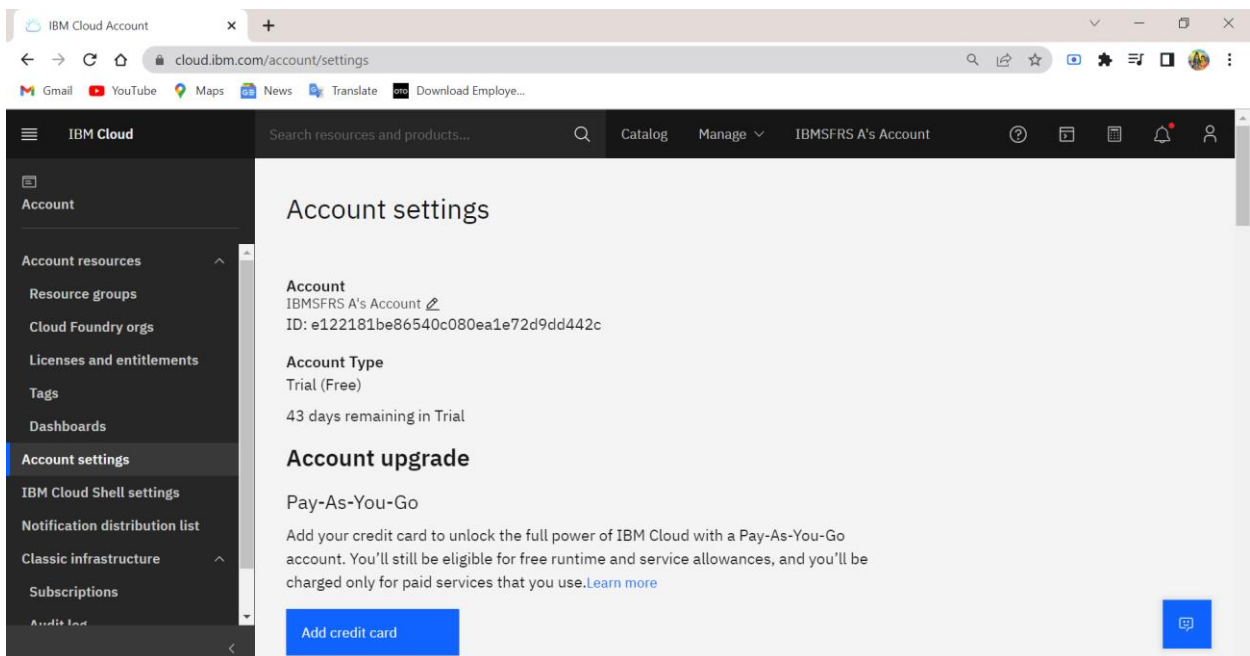 IBM Cloud Account
cloud.ibm.com/account/settings
Gmail YouTube Maps News Translate Download Employe...
IBM Cloud Search resources and products... Catalog Manage IBMSFRS A's Account
Account
Account resources
Resource groups
Cloud Foundry orgs
Licenses and entitlements
Tags
Dashboards
Account settings
IBM Cloud Shell settings
Notification distribution list
Classic infrastructure
Subscriptions
Audit log
Account settings
Account
IBMSFRS A's Account
ID: e122181be86540c080ea1e72d9dd442c
Account Type
Trial (Free)
43 days remaining in Trial
Account upgrade
Pay-As-You-Go
Add your credit card to unlock the full power of IBM Cloud with a Pay-As-You-Go
account. You'll still be eligible for free runtime and service allowances, and you'll be
charged only for paid services that you use.Learn more
Add credit card